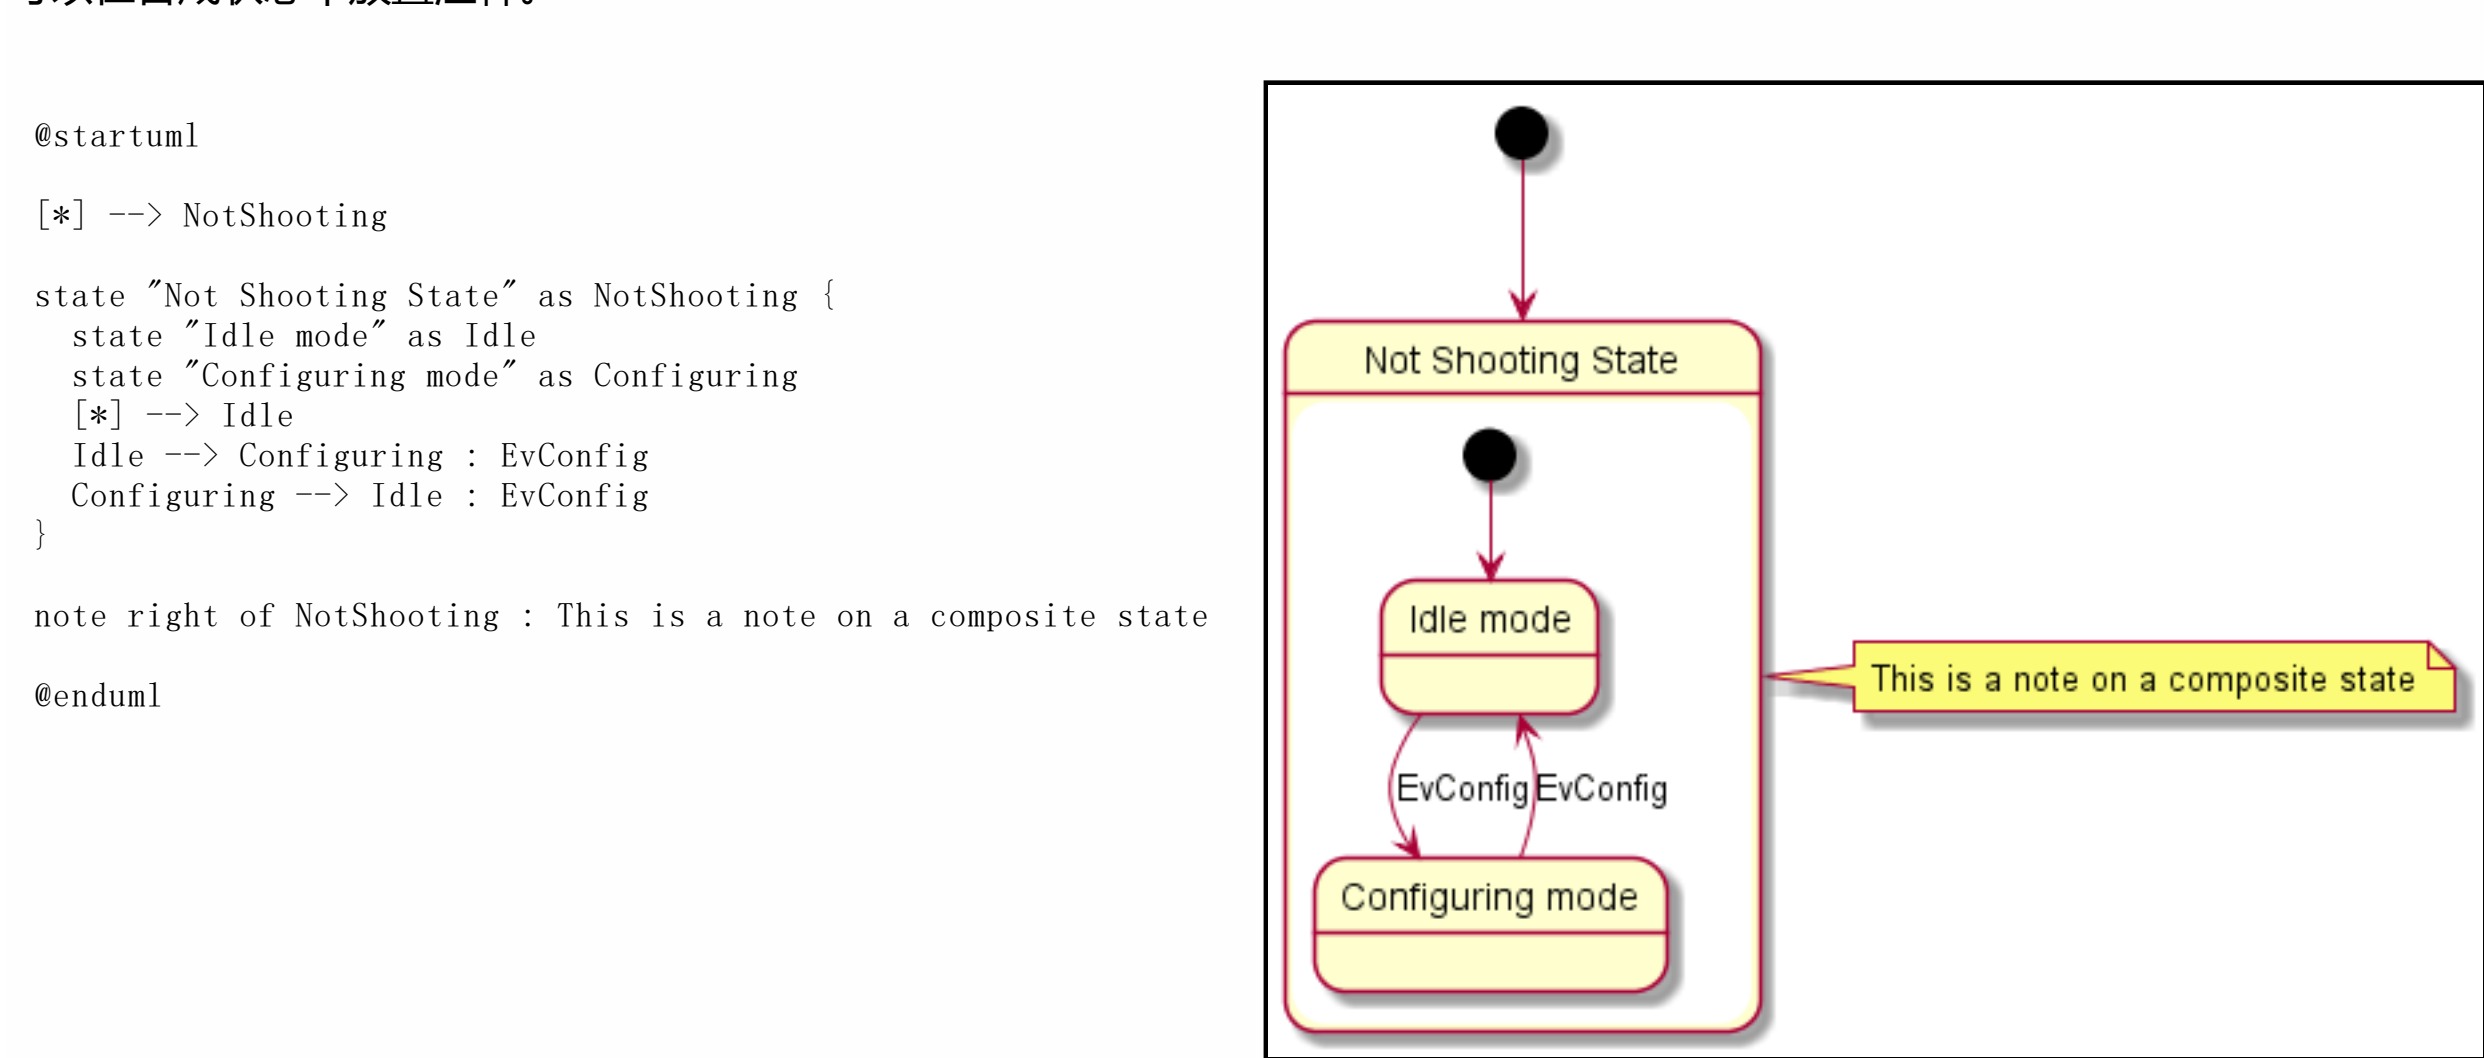 @startuml
[*] --> NotShooting
state "Not Shooting State" as NotShooting {
state "Idle mode" as Idle
state "Configuring mode" as Configuring
[*] --> Idle
Idle --> Configuring : EvConfig
Configuring --> Idle : EvConfig
}
note right of NotShooting : This is a note on a composite state
@enduml
Not Shooting State
Idle mode
This is a note on a composite state
EvConfig EvConfig
Configuring mode